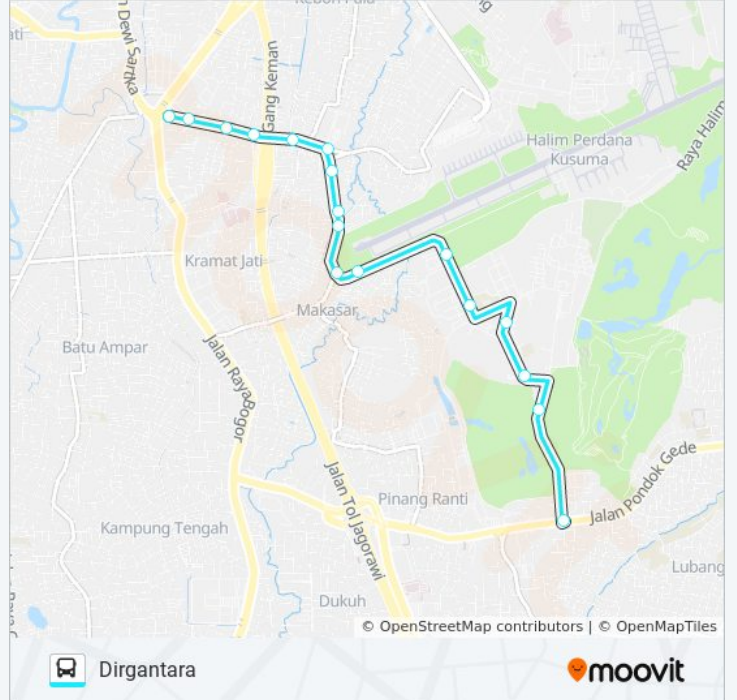 Dewi Sartika
Gang Keman
Halim Perdana
Kusuma
Raya Halim
Kramat Jati
Makasar
Batu Ampar
Jalan Raya Bogor
Jalan Pondok Gede
Pinang Ranti
Jalan Tol Jagorawi
Kampung Tengah
Lubang
Dukuh
© OpenStreetMap contributors | © OpenMapTiles
Dirgantara
moovit